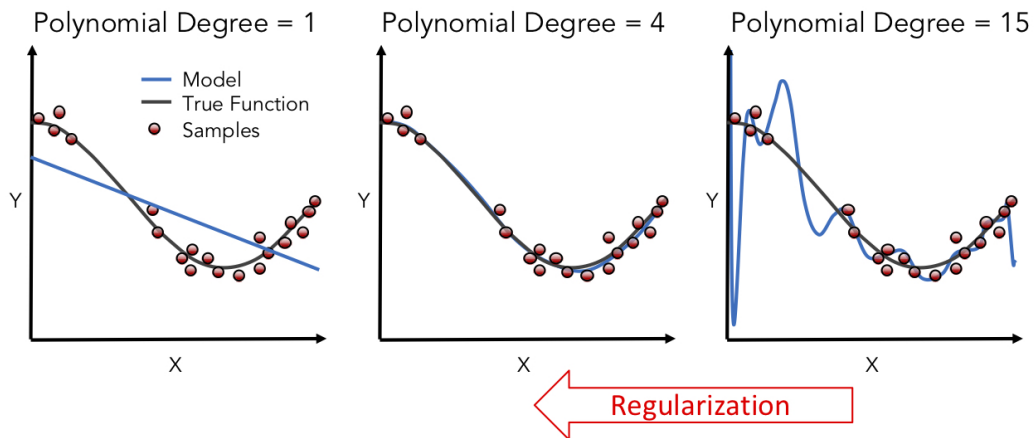 Polynomial Degree = 1
Polynomial Degree = 4
Polynomial Degree = 15
Model
True Function
Samples
Y
Y
Y
X
X
X
Regularization